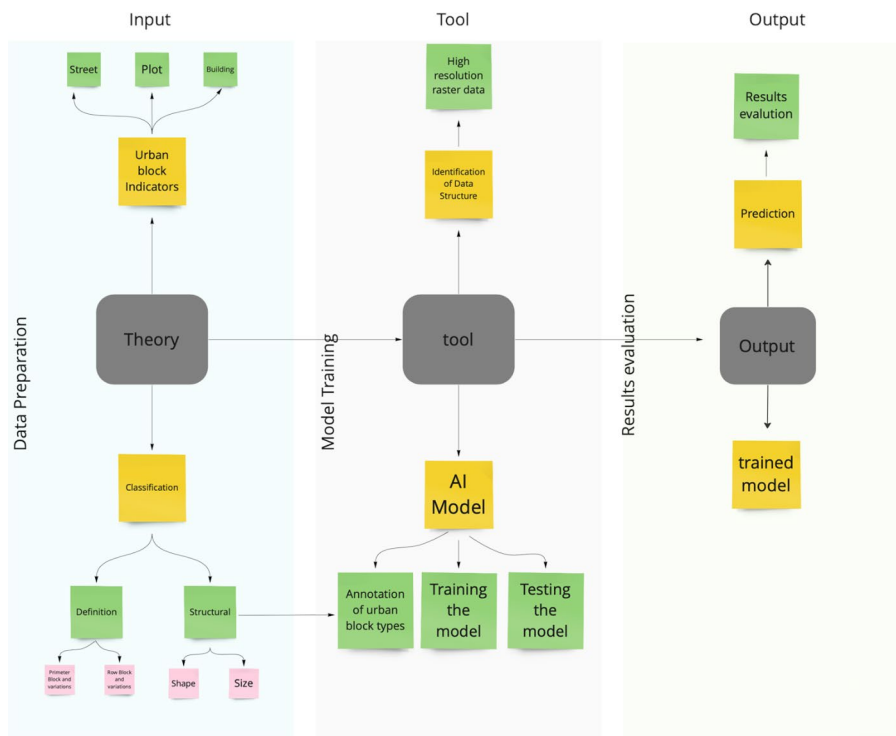 Input
Tool
Output
Street
Plot
Building
Urban
block
Indicators
Theory
Data Preparation
Classification
Definition
Structural
Primeter
Block and
variations
Row Block
and
variations
Shape
Size
High
resolution
raster data
Identification
of Data
Structure
tool
Model Training
AI
Model
Annotation
of urban
block types
Training
the
model
Testing
the
model
Results
evalution
Prediction
Output
Results evaluation
trained
model